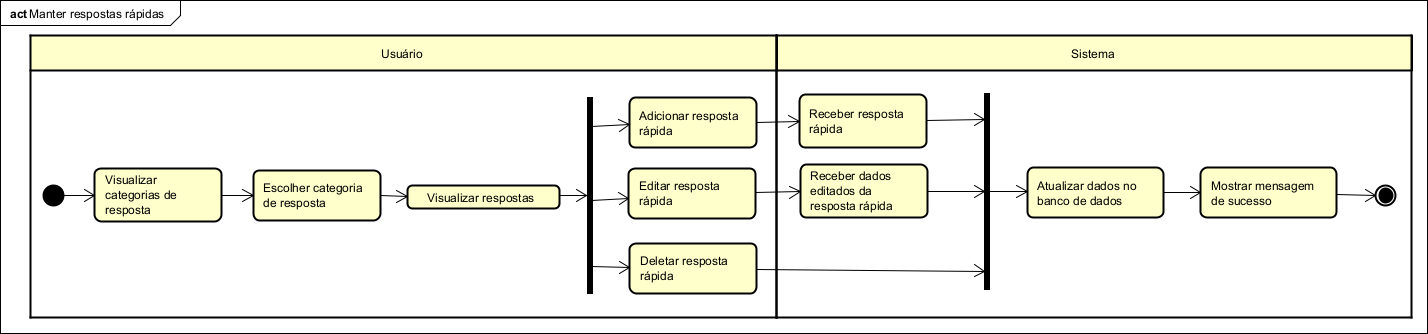 act Manter respostas rápidas
Usuário
Sistema
Visualizar
categorias de
resposta
Escolher categoria
de resposta
Visualizar respostas
Adicionar resposta
rápida
Editar resposta
rápida
Deletar resposta
rápida
Receber resposta
rápida
Receber dados
editados da
resposta rápida
Atualizar dados no
banco de dados
Mostrar mensagem
de sucesso